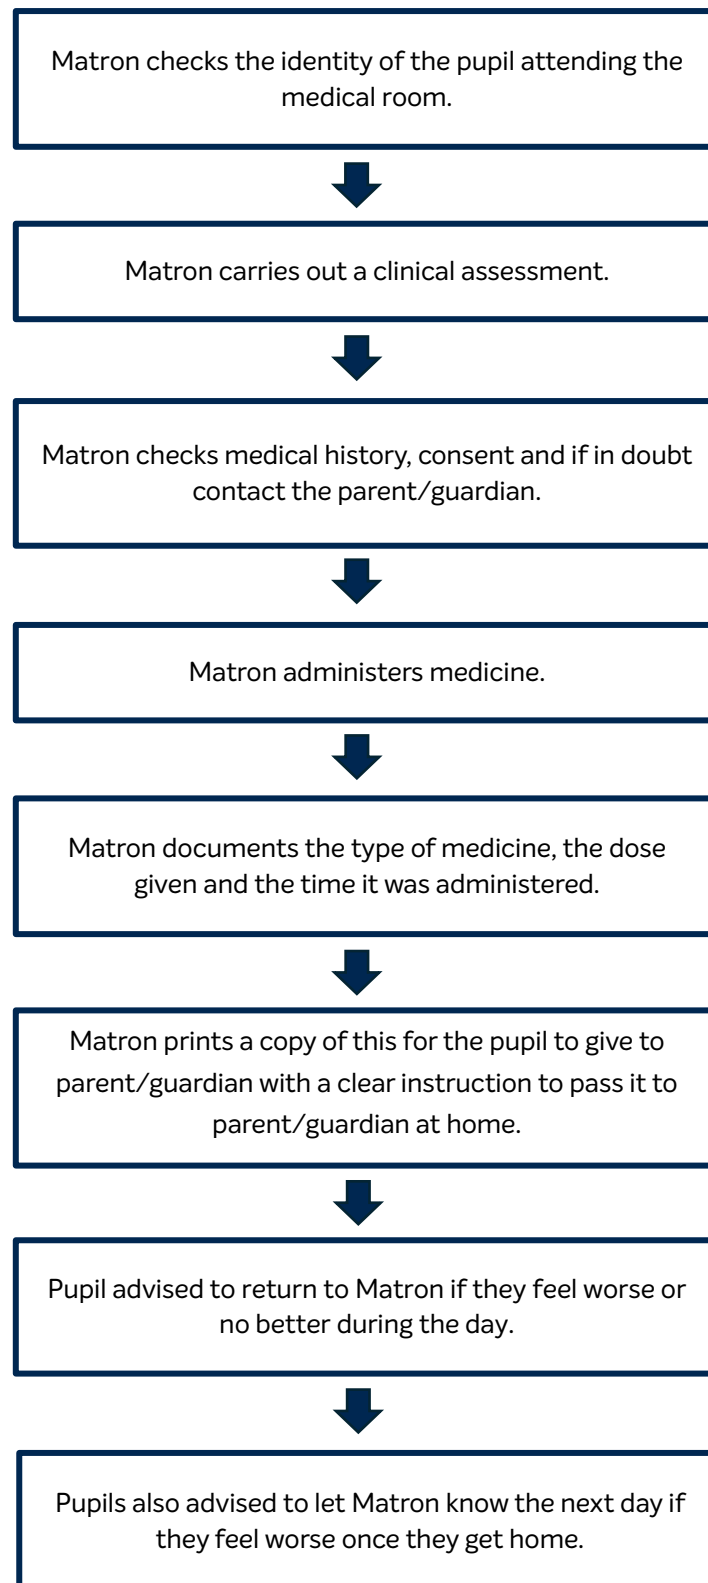 Matron checks the identity of the pupil attending the
medical room.
Matron carries out a clinical assessment.
Matron checks medical history, consent and if in doubt
contact the parent/guardian.
Matron administers medicine.
Matron documents the type of medicine, the dose
given and the time it was administered.
Matron prints a copy of this for the pupil to give to
parent/guardian with a clear instruction to pass it to
parent/guardian at home.
Pupil advised to return to Matron if they feel worse or
no better during the day.
Pupils also advised to let Matron know the next day if
they feel worse once they get home.